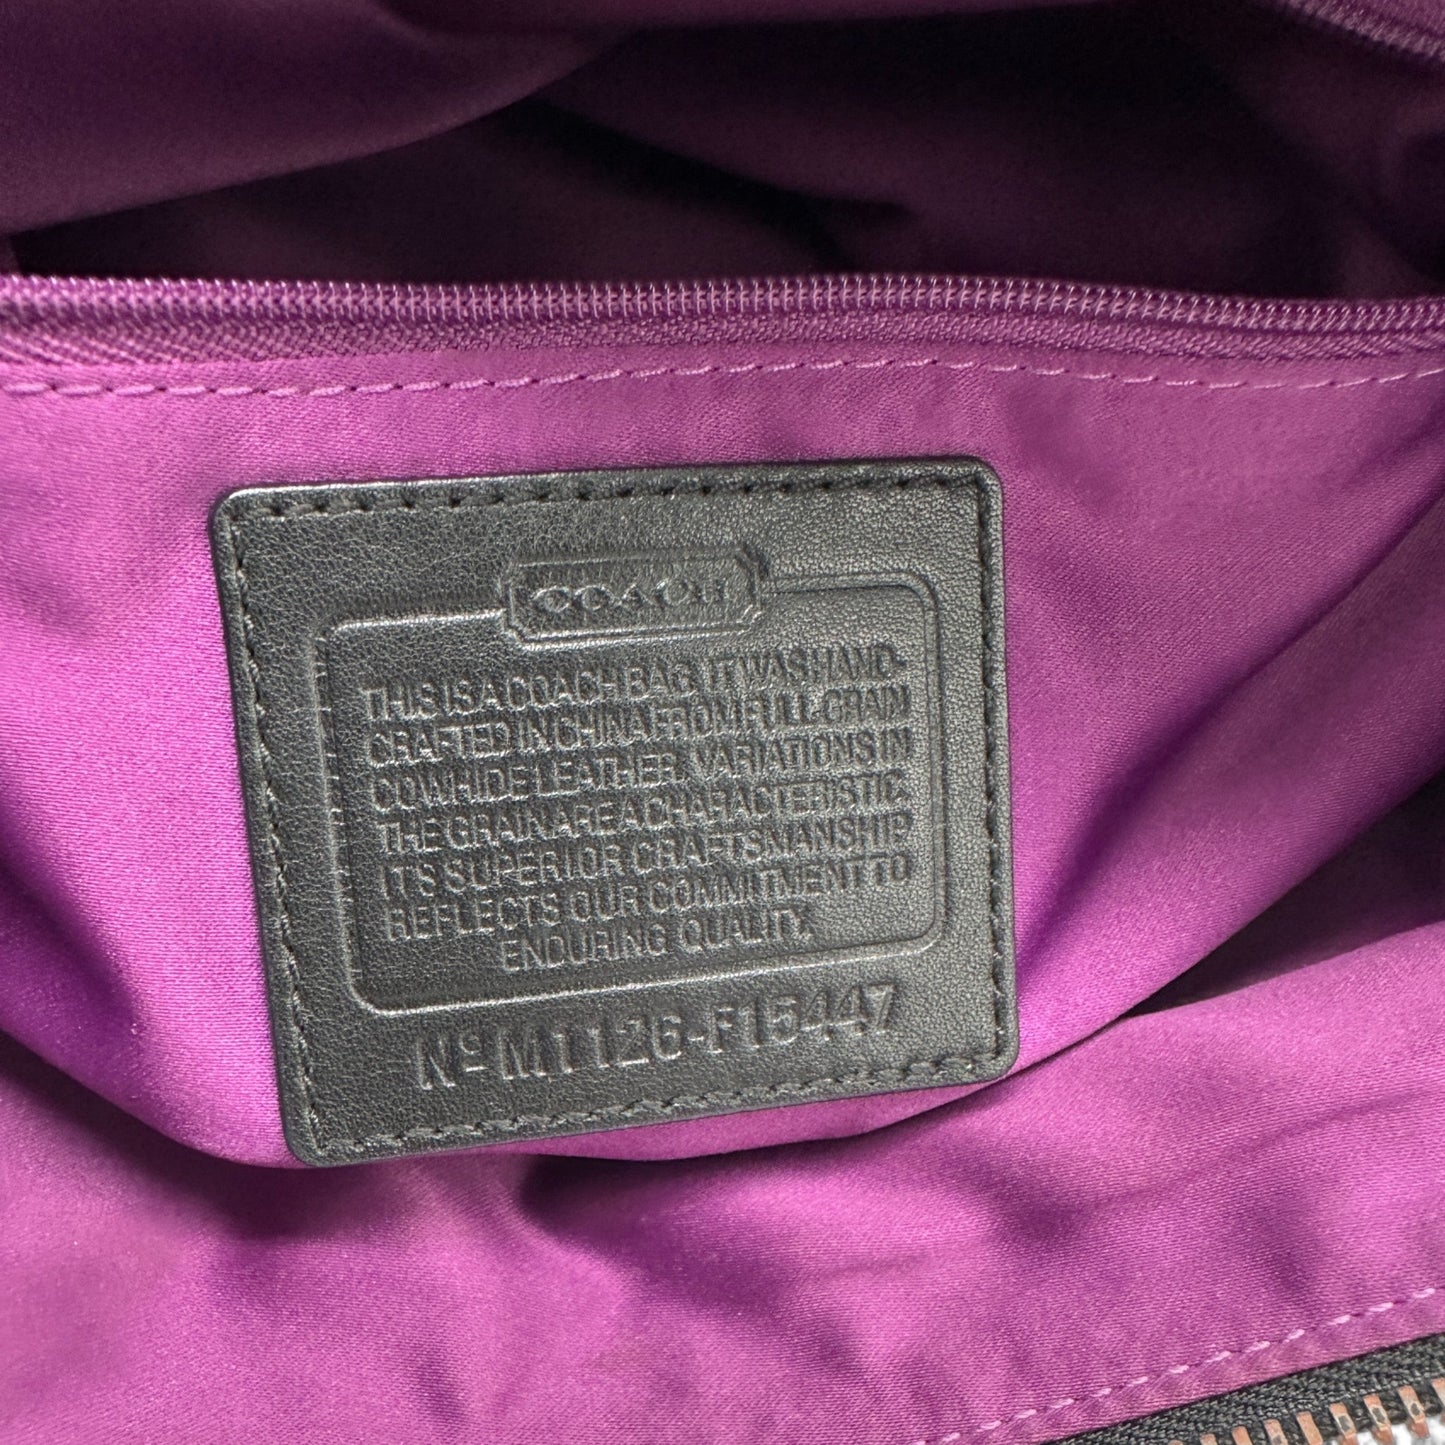 COACH
THIS IS A COACH BAG. IT WAS HAND-
CRAFTED IN CHINA FROM FULL-GRAIN
COWHIDE LEATHER. VARIATIONS IN
THE GRAIN ARE A CHARACTERISTIC.
IT'S SUPERIOR CRAFTSMANSHIP
REFLECTS OUR COMMITMENT TO
ENDURING QUALITY.
Nº M1126-F15447